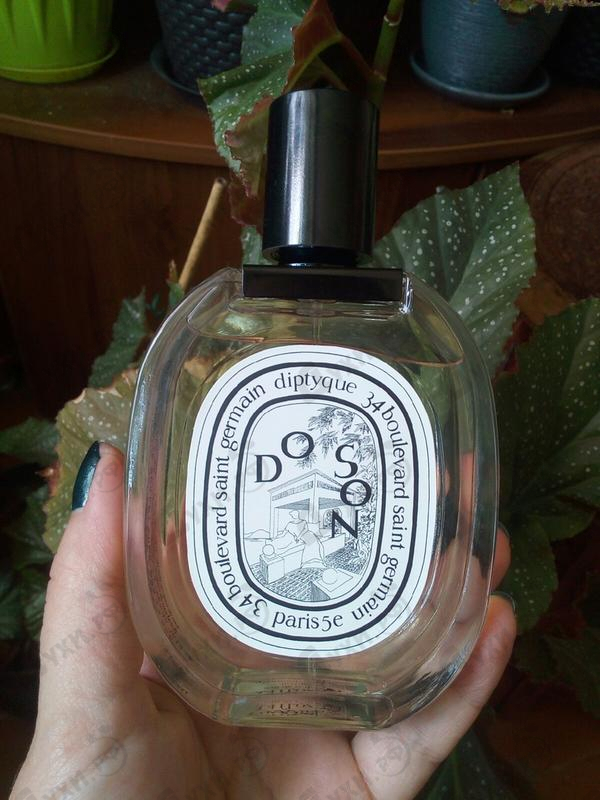 diptyque 34 boulevard saint germain paris 5e 34 boulevard saint germain
DO
SON